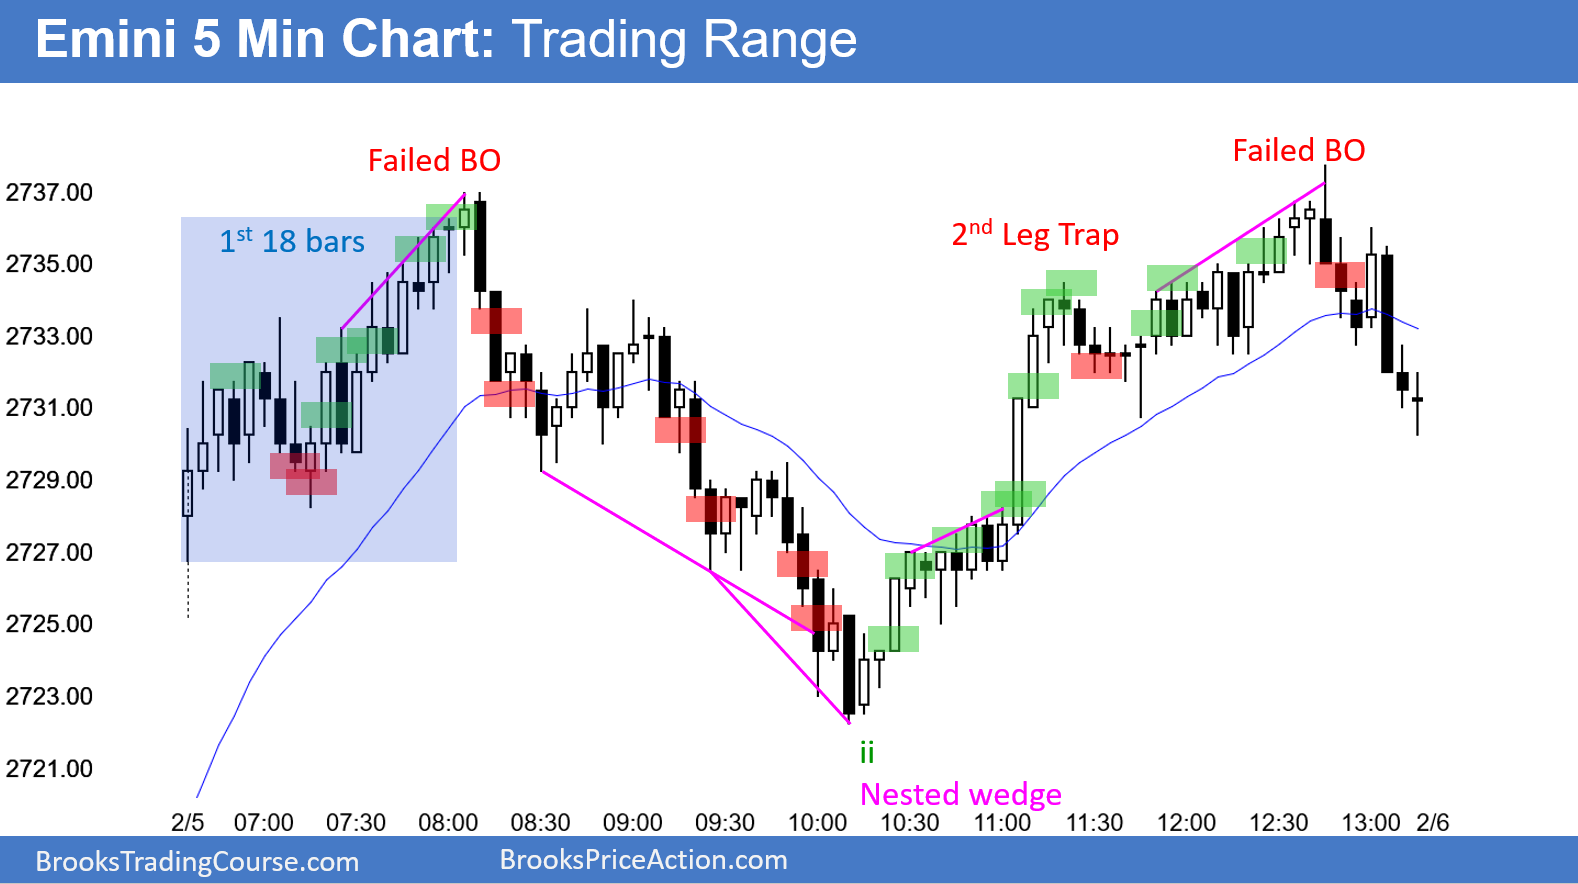 Emini 5 Min Chart: Trading Range
Failed BO
Failed BO
1st 18 bars
2nd Leg Trap
2737.00
2735.00
2733.00
2731.00
2729.00
2727.00
2725.00
2723.00
2721.00
ii
Nested wedge
2/5 07:00 07:30 08:00 08:30 09:00 09:30 10:00 10:30 11:00 11:30 12:00 12:30 13:00 2/6
BrooksTradingCourse.com BrooksPriceAction.com